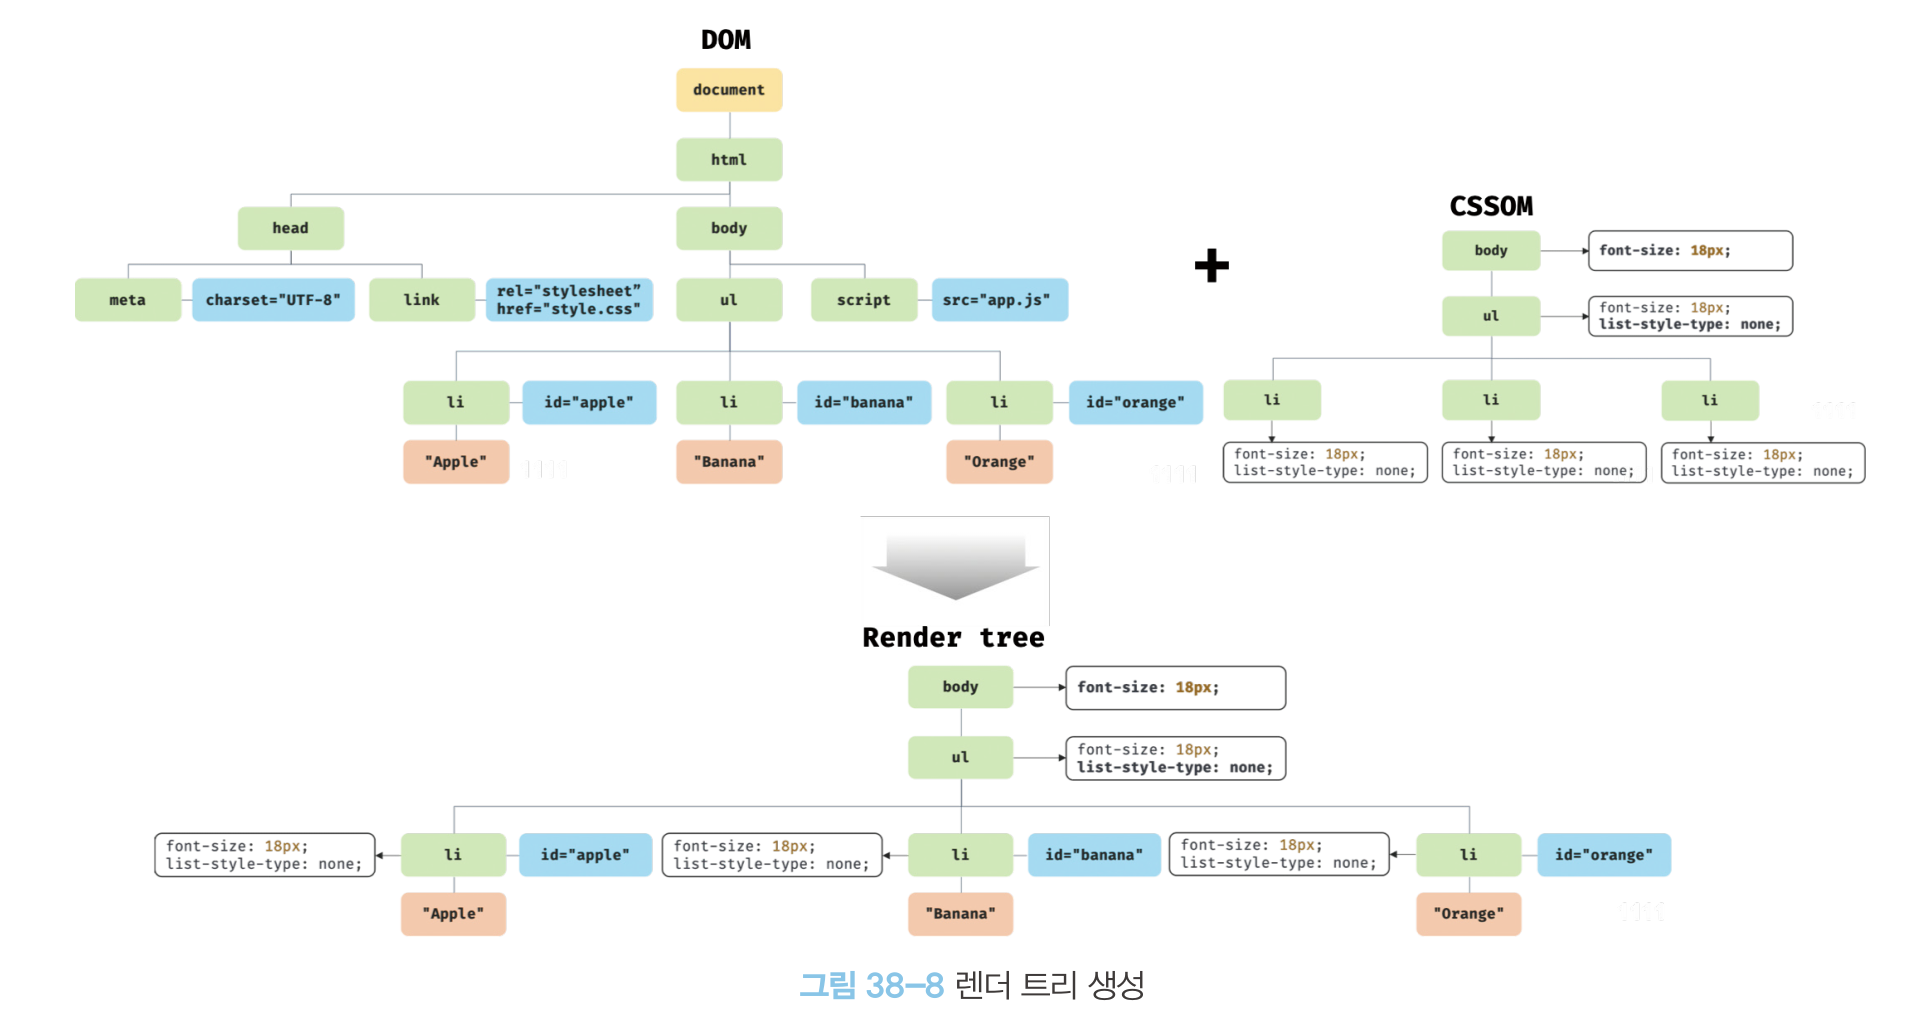 DOM
document
html
head
body
meta
charset="UTF-8"
link
rel="stylesheet”
href="style.css"
ul
script
src="app.js"
li
id="apple"
li
id="banana"
li
id="orange"
"Apple"
"Banana"
"Orange"
+
CSSOM
body
font-size: 18px;
ul
font-size: 18px;
list-style-type: none;
li
li
li
font-size: 18px;
list-style-type: none;
font-size: 18px;
list-style-type: none;
font-size: 18px;
list-style-type: none;
Render tree
body
font-size: 18px;
ul
font-size: 18px;
list-style-type: none;
font-size: 18px;
list-style-type: none;
li
id="apple"
font-size: 18px;
list-style-type: none;
li
id="banana"
font-size: 18px;
list-style-type: none;
li
id="orange"
"Apple"
"Banana"
"Orange"
그림 38–8 렌더 트리 생성